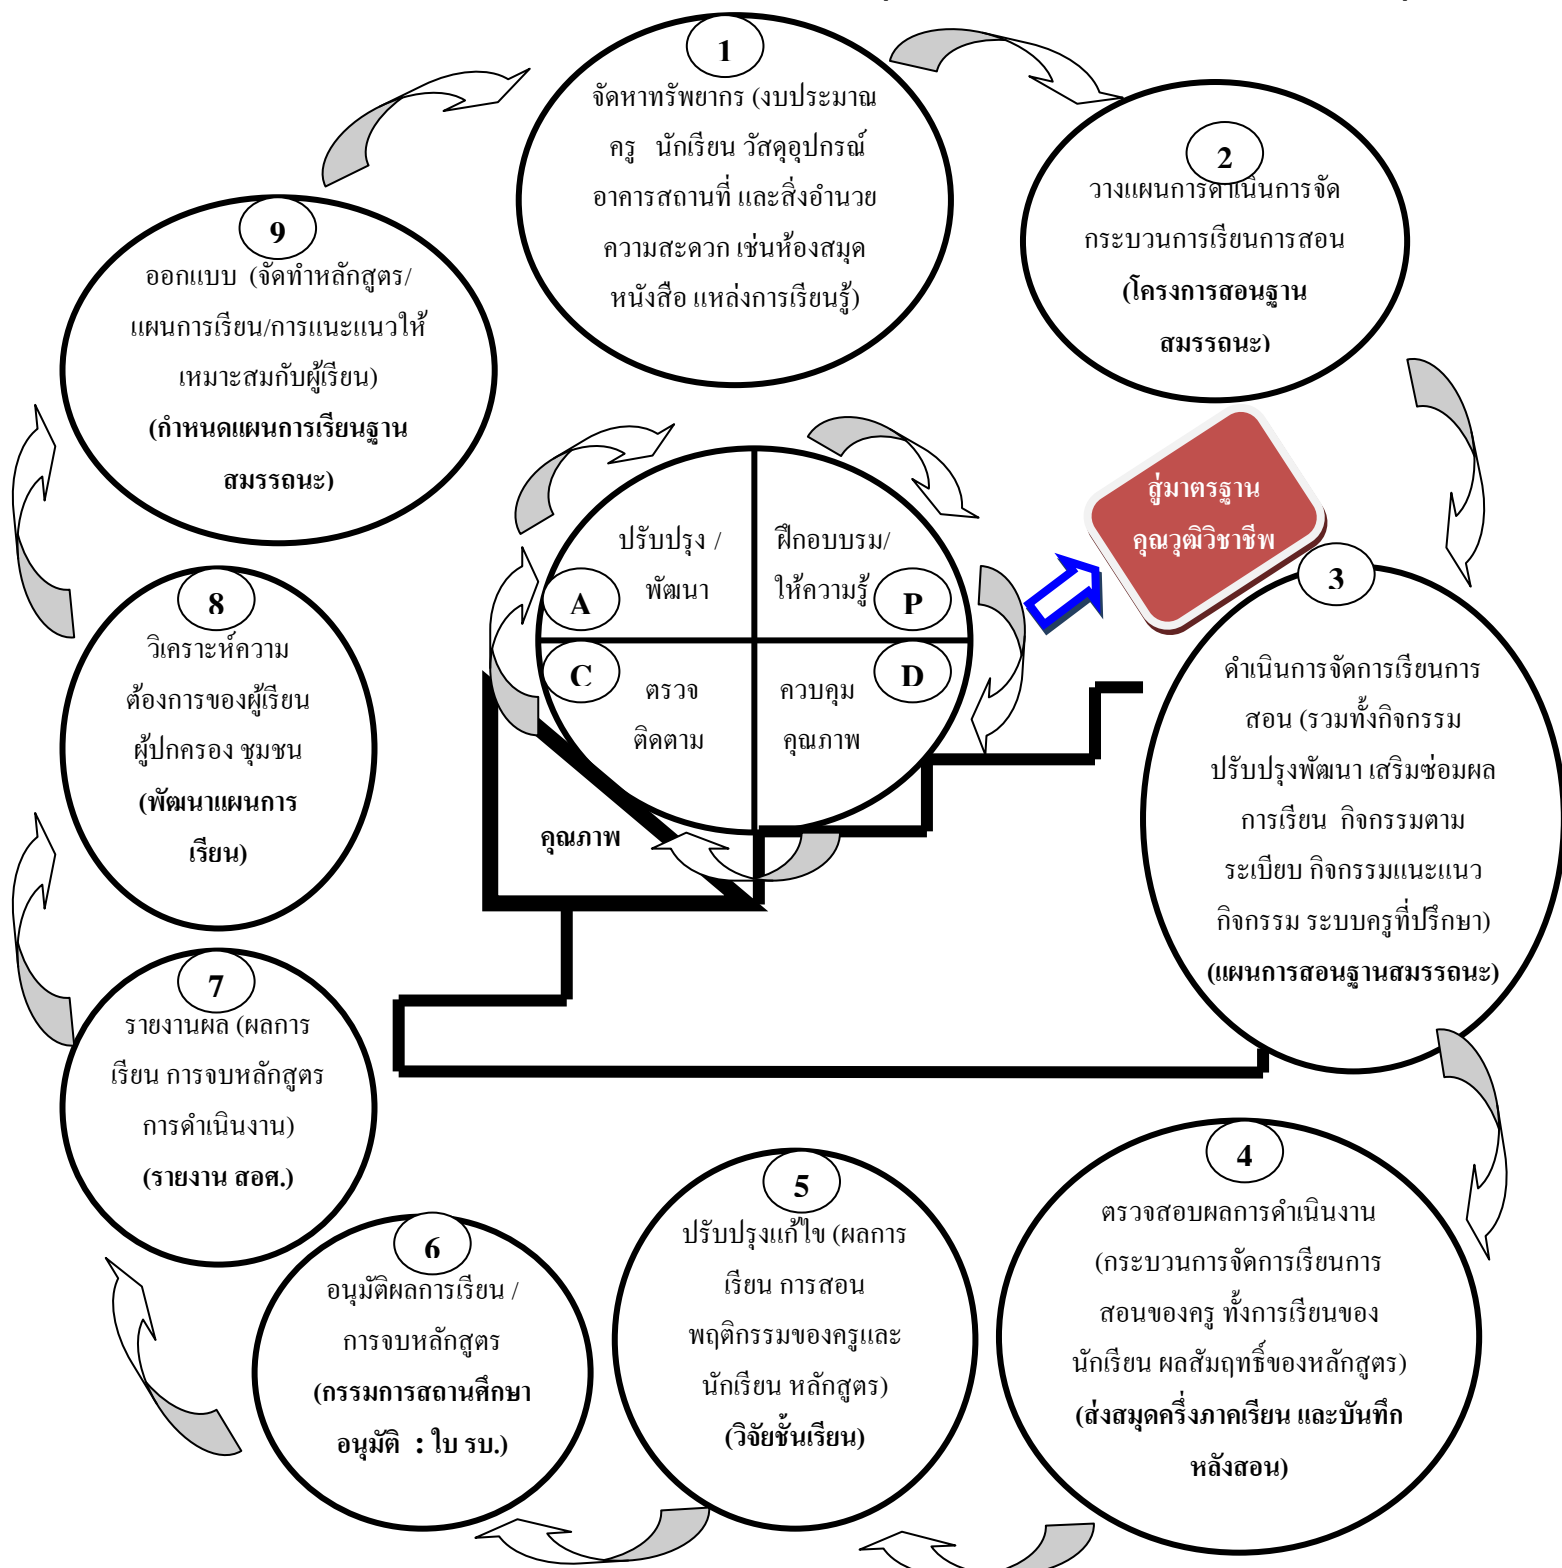 1
จัดหาทรัพยากร (งบประมาณ
ครู นักเรียน วัสดุอุปกรณ์
อาคารสถานที่ และสิ่งอำนวย
ความสะดวก เช่นห้องสมุด
หนังสือ แหล่งการเรียนรู้)
2
วางแผนการดำเนินการจัด
กระบวนการเรียนการสอน
(โครงการสอนฐาน
สมรรถนะ)
3
ดำเนินการจัดการเรียนการ
สอน (รวมทั้งกิจกรรม
ปรับปรุงพัฒนา เสริมซ่อมผล
การเรียน กิจกรรมตาม
ระเบียบ กิจกรรมแนะแนว
กิจกรรม ระบบครูที่ปรึกษา)
(แผนการสอนฐานสมรรถนะ)
4
ตรวจสอบผลการดำเนินงาน
(กระบวนการจัดการเรียนการ
สอนของครู ทั้งการเรียนของ
นักเรียน ผลสัมฤทธิ์ของหลักสูตร)
(ส่งสมุดครึ่งภาคเรียน และบันทึก
หลังสอน)
5
ปรับปรุงแก้ไข (ผลการ
เรียน การสอน
พฤติกรรมของครูและ
นักเรียน หลักสูตร)
(วิจัยชั้นเรียน)
6
อนุมัติผลการเรียน /
การจบหลักสูตร
(กรรมการสถานศึกษา
อนุมัติ : ใบ รบ.)
7
รายงานผล (ผลการ
เรียน การจบหลักสูตร
การดำเนินงาน)
(รายงาน สอศ.)
8
วิเคราะห์ความ
ต้องการของผู้เรียน
ผู้ปกครอง ชุมชน
(พัฒนาแผนการ
เรียน)
9
ออกแบบ (จัดทำหลักสูตร/
แผนการเรียน/การแนะแนวให้
เหมาะสมกับผู้เรียน)
(กำหนดแผนการเรียนฐาน
สมรรถนะ)
ปรับปรุง /
พัฒนา
A
ฝึกอบบรม/
ให้ความรู้
P
C
ตรวจ
ติดตาม
ควบคุม
คุณภาพ
D
คุณภาพ
สู่มาตรฐาน
คุณวุฒิวิชาชีพ